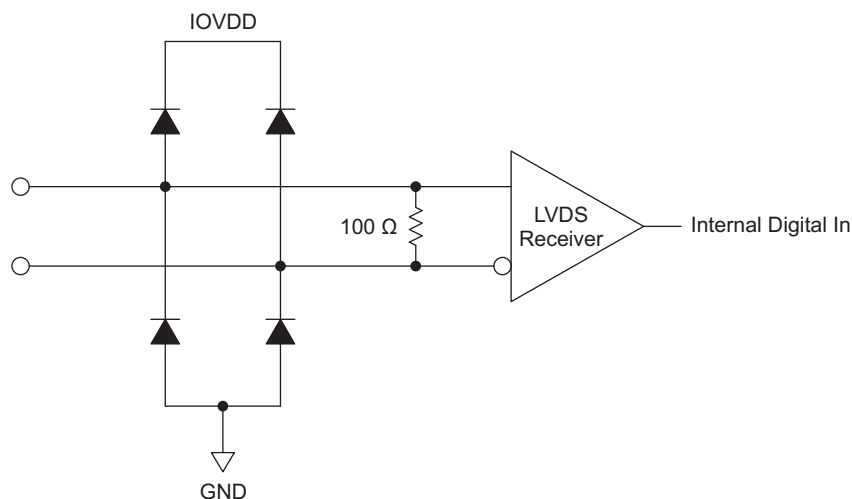 IOVDD
100 Ω
LVDS
Receiver
Internal Digital In
GND